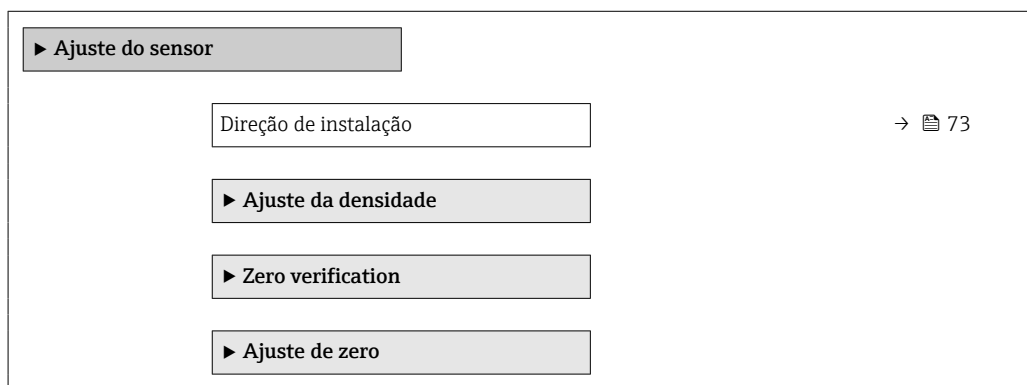 ▶ Ajuste do sensor
Direção de instalação → 73
▶ Ajuste da densidade
▶ Zero verification
▶ Ajuste de zero